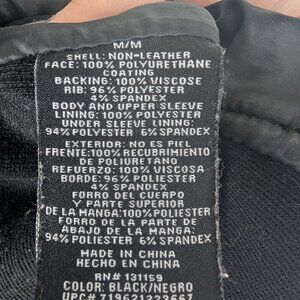 M/M
SHELL: NON-LEATHER
FACE: 100% POLYURETHANE
COATING
BACKING: 100% VISCOSE
RIB: 96% POLYESTER
4% SPANDEX
BODY AND UPPER SLEEVE
LINING: 100% POLYESTER
UNDER SLEEVE LINING:
94% POLYESTER 6% SPANDEX
EXTERIOR: NO ES PIEL
FRENTE: 100% RECUBRIMIENTO
DE POLIURETANO
REFUERZO: 100% VISCOSA
BORDE: 96% POLYESTER
4% SPANDEX
FORRO DEL CUERPO
Y PARTE SUPERIOR
DE LA MANGA: 100% POLYESTER
FORRO DE LA PARTE DE
ABAJO DE LA MANGA:
94% POLYESTER 6% SPANDEX
MADE IN CHINA
HECHO EN CHINA
RN# 131159
COLOR: BLACK/NEGRO
UPC#